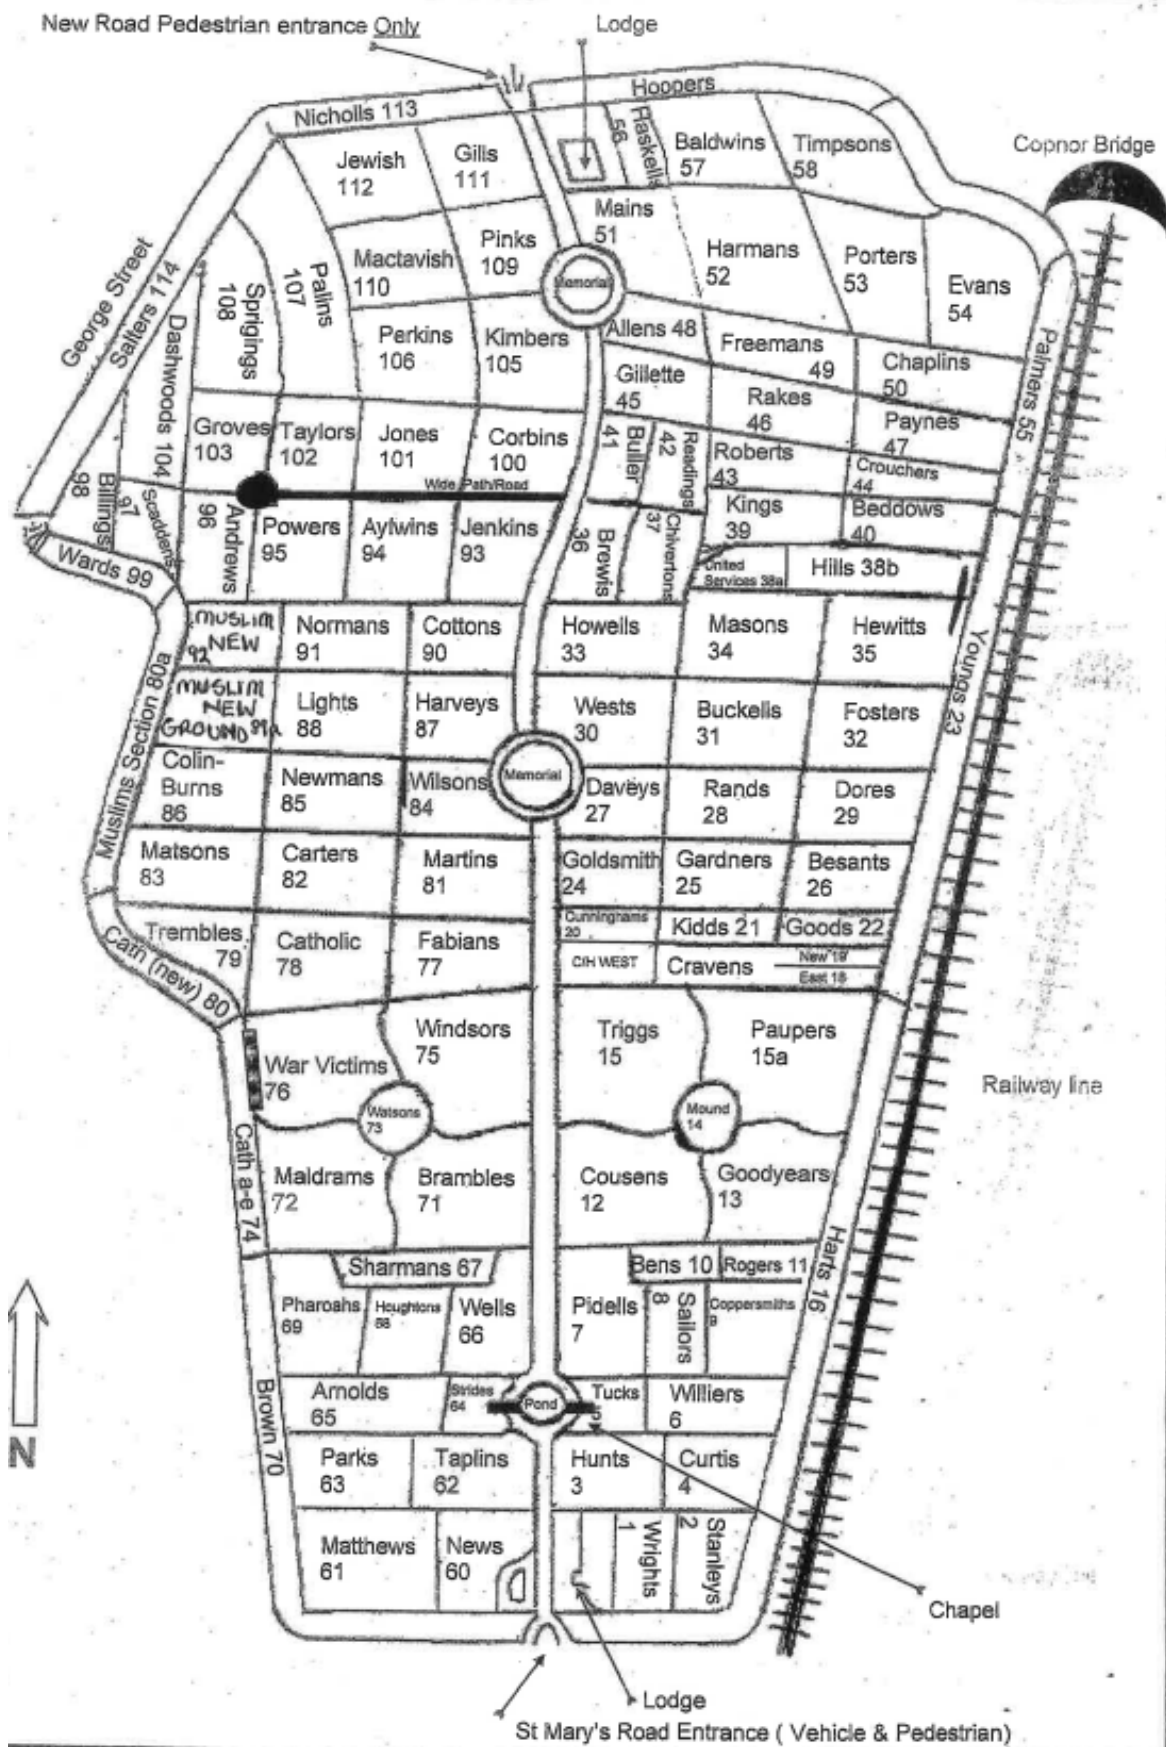 New Road Pedestrian entrance Only
Lodge
Hoopers
Nicholls 113
Copnor Bridge
Jewish
112
Gills
111
56
Haskells
Baldwins
57
Timpsons
58
Mains
51
Pinks
109
Mactavish
110
Palins
107
Springgs
108
Harmans
52
Porters
53
Evans
54
Memorial
George Street
Salters 114
Dashwoods 104
Perkins
106
Kimbers
105
Allens 48
Freemans
49
Chaplins
50
Palmers 55
Gillette
45
Rakes
46
Paynes
47
Groves
103
Taylors
102
Jones
101
Corbins
100
41
Buller
42
Readings
Roberts
43
Crouchers
44
Wide Path/Road
98
Billings
97
Scaddens
96
Andrews
Powers
95
Aylwins
94
Jenkins
93
36
Brewis
37
Chivertons
Kings
39
Beddows
40
United
Services 38a
Hills 38b
Wards 99
MUSLIM
NEW
92
Normans
91
Cottons
90
Howells
33
Masons
34
Hewitts
35
Youngs 23
Muslims Section 80a
MUSLIM
NEW
GROUND 89a
Lights
88
Harveys
87
Wests
30
Buckells
31
Fosters
32
Colin-
Burns
86
Newmans
85
Wilsons
84
Memorial
Daveys
27
Rands
28
Dores
29
Matsons
83
Carters
82
Martins
81
Goldsmith
24
Gardners
25
Besants
26
Cunninghams
20
Kidds 21
Goods 22
Trembles
79
Cath (new) 80
Catholic
78
Fabians
77
C/H WEST
Cravens
New 19
East 18
Windsors
75
Triggs
15
Paupers
15a
War Victims
76
Railway line
Watsons
73
Mound
14
Cath a-e 74
Maldrams
72
Brambles
71
Cousens
12
Goodyears
13
Harts 16
Sharmans 67
Bens 10
Rogers 11
Pharoahs
69
Houghtons
68
Wells
66
Pidells
7
8
Sailors
Coppersmiths
9
Brown 70
Arnolds
65
Strides
64
Pond
Tucks
5
Williers
6
N
Parks
63
Taplins
62
Hunts
3
Curtis
4
Matthews
61
News
60
1
Wrights
2
Stanleys
Chapel
Lodge
St Mary's Road Entrance ( Vehicle & Pedestrian)